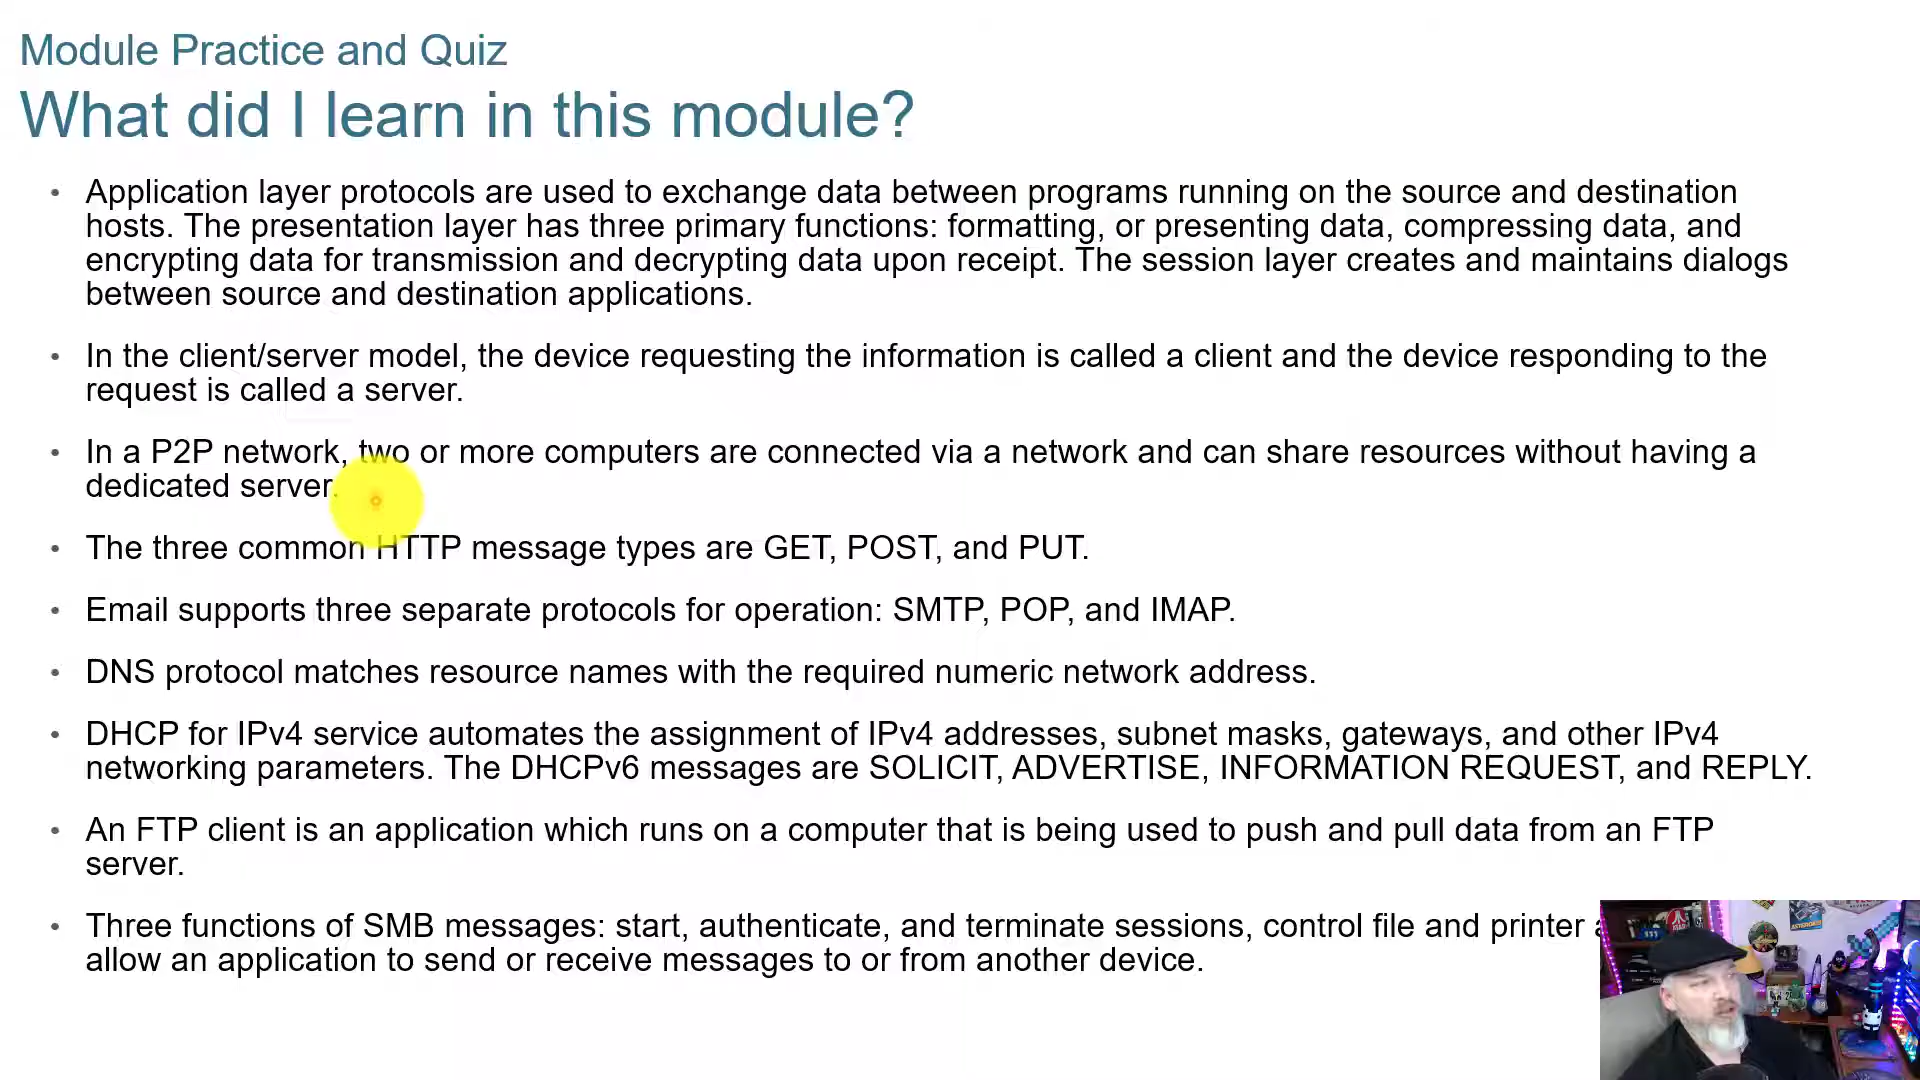 Module Practice and Quiz
What did I learn in this module?
• Application layer protocols are used to exchange data between programs running on the source and destination
hosts. The presentation layer has three primary functions: formatting, or presenting data, compressing data, and
encrypting data for transmission and decrypting data upon receipt. The session layer creates and maintains dialogs
between source and destination applications.
• In the client/server model, the device requesting the information is called a client and the device responding to the
request is called a server.
• In a P2P network, two or more computers are connected via a network and can share resources without having a
dedicated server.
• The three common HTTP message types are GET, POST, and PUT.
• Email supports three separate protocols for operation: SMTP, POP, and IMAP.
• DNS protocol matches resource names with the required numeric network address.
• DHCP for IPv4 service automates the assignment of IPv4 addresses, subnet masks, gateways, and other IPv4
networking parameters. The DHCPv6 messages are SOLICIT, ADVERTISE, INFORMATION REQUEST, and REPLY.
• An FTP client is an application which runs on a computer that is being used to push and pull data from an FTP
server.
• Three functions of SMB messages: start, authenticate, and terminate sessions, control file and printer
allow an application to send or receive messages to or from another device.